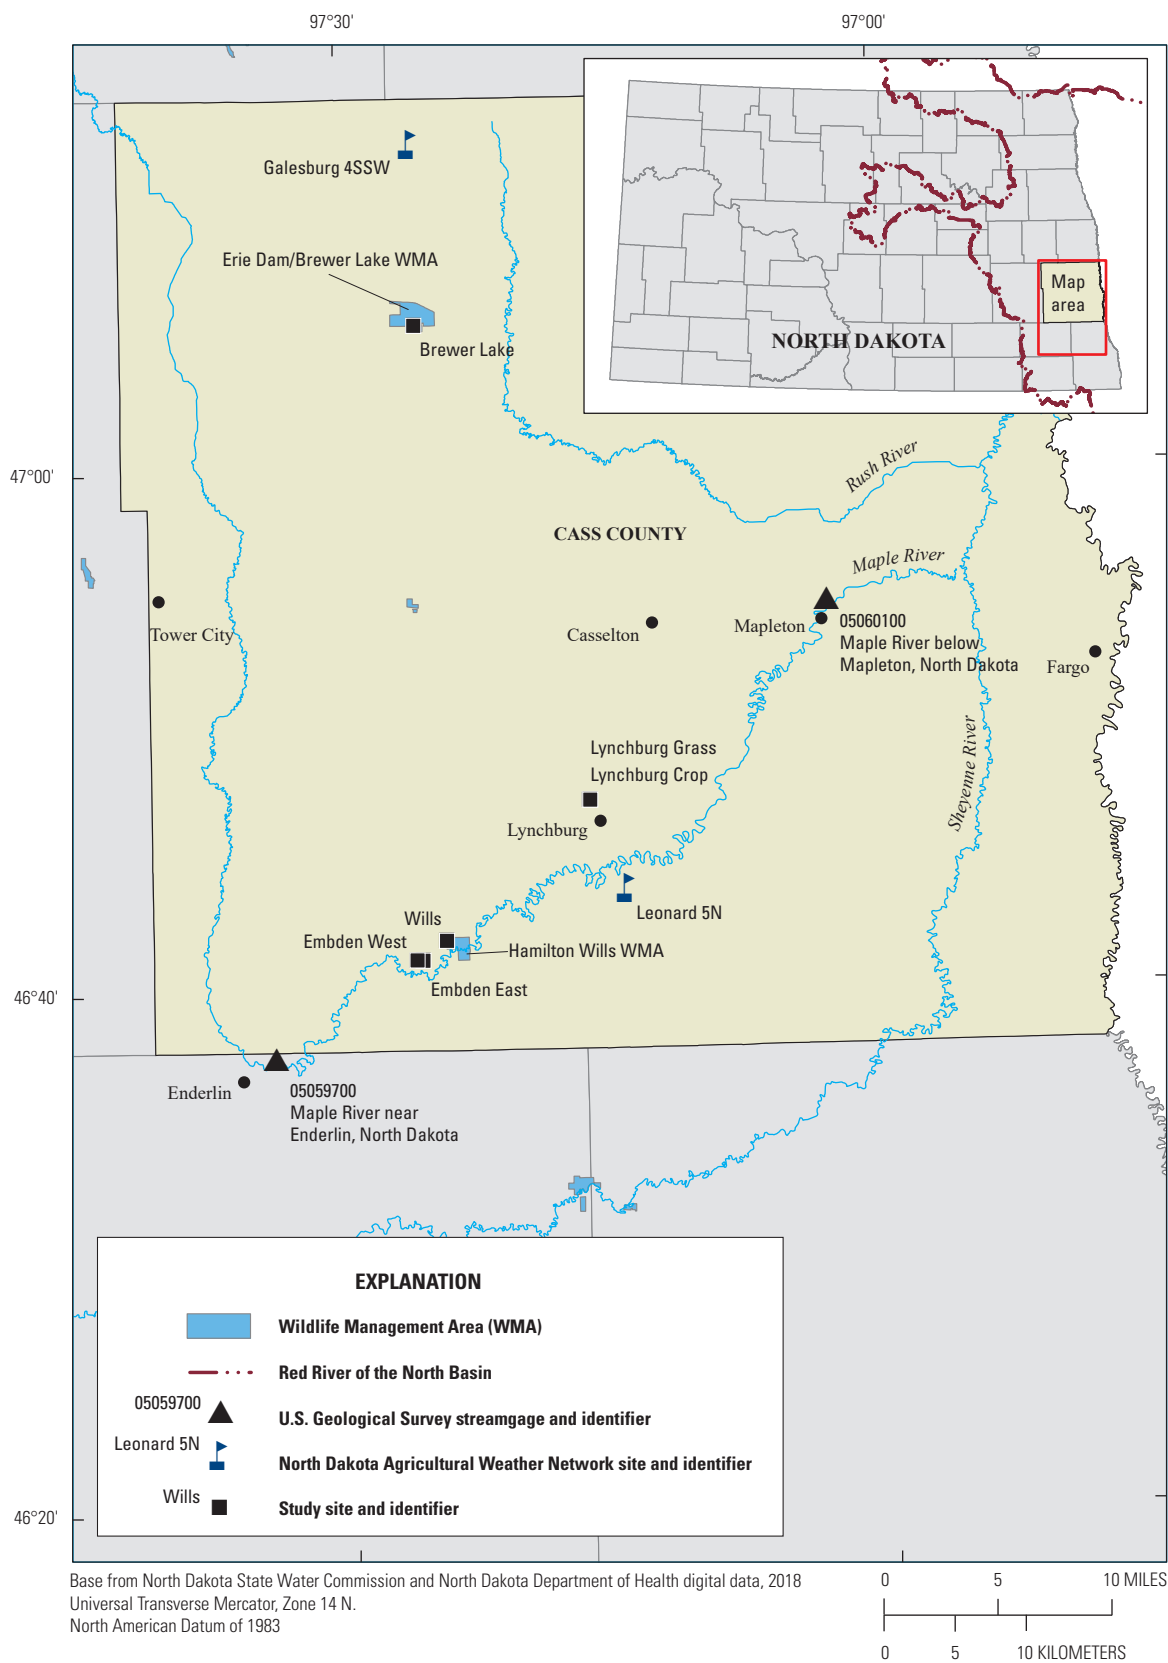 97°30'
97°00'
Galesburg 4SSW
Erie Dam/Brewer Lake WMA
Brewer Lake
Map
area
NORTH DAKOTA
47°00'
Rush River
CASS COUNTY
Maple River
Tower City
Casselton
Mapleton
05060100
Maple River below
Mapleton, North Dakota
Fargo
Lynchburg Grass
Lynchburg Crop
Sheyenne River
Lynchburg
Leonard 5N
Wills
Embden West
Hamilton Wills WMA
Embden East
46°40'
Enderlin
05059700
Maple River near
Enderlin, North Dakota
EXPLANATION
Wildlife Management Area (WMA)
Red River of the North Basin
05059700
U.S. Geological Survey streamgage and identifier
Leonard 5N
North Dakota Agricultural Weather Network site and identifier
Wills
Study site and identifier
46°20'
Base from North Dakota State Water Commission and North Dakota Department of Health digital data, 2018
Universal Transverse Mercator, Zone 14 N.
North American Datum of 1983
0 5 10 MILES
0 5 10 KILOMETERS